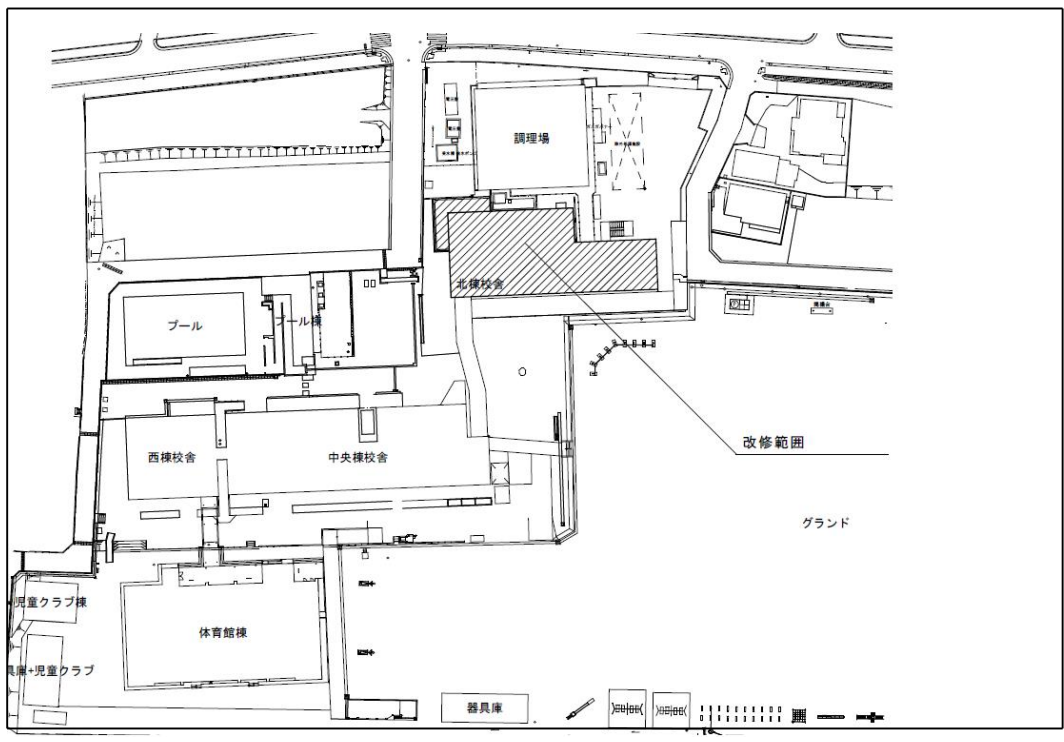 調理場
北棟校舎
プール
プール棟
改修範囲
西棟校舎
中央棟校舎
グランド
児童クラブ棟
体育館棟
具庫+児童クラブ
器具庫